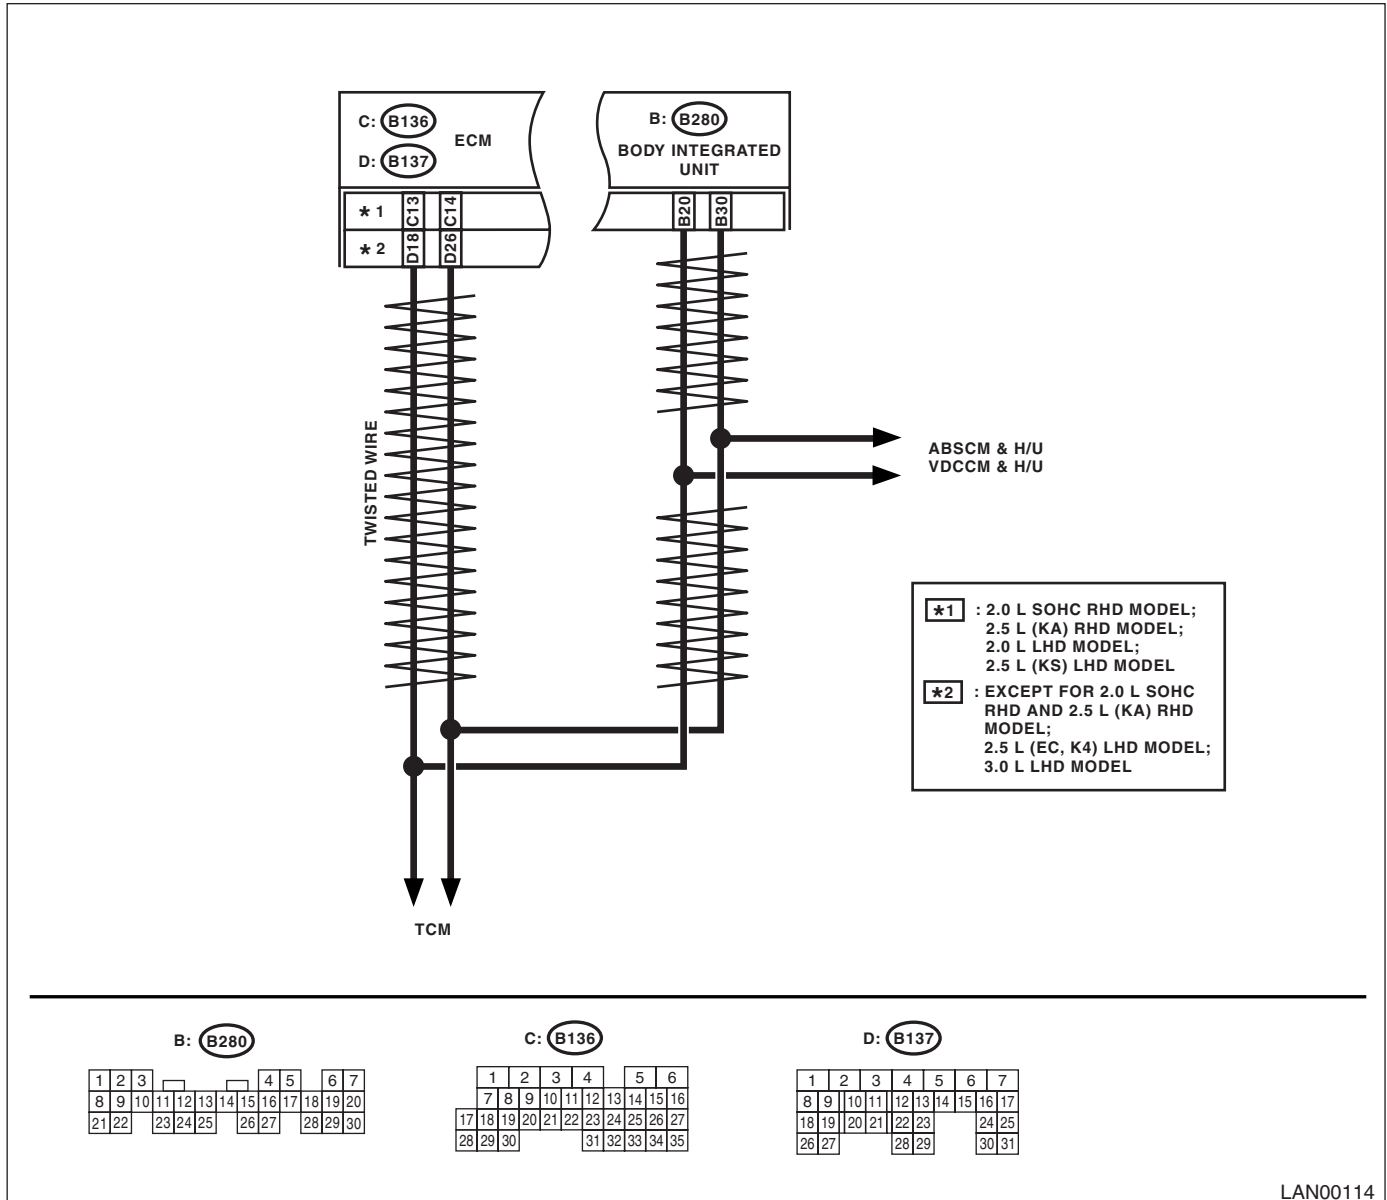 C: B136
D: B137
ECM
B: B280
BODY INTEGRATED
UNIT
*1 C13 C14
*2 D18 D26
B20 B30
TWISTED WIRE
ABSCM & H/U
VDCCM & H/U
*1 : 2.0 L SOHC RHD MODEL;
2.5 L (KA) RHD MODEL;
2.0 L LHD MODEL;
2.5 L (KS) LHD MODEL
*2 : EXCEPT FOR 2.0 L SOHC
RHD AND 2.5 L (KA) RHD
MODEL;
2.5 L (EC, K4) LHD MODEL;
3.0 L LHD MODEL
TCM
B: B280
1 2 3 4 5 6 7
8 9 10 11 12 13 14 15 16 17 18 19 20
21 22 23 24 25 26 27 28 29 30
C: B136
1 2 3 4 5 6
7 8 9 10 11 12 13 14 15 16
17 18 19 20 21 22 23 24 25 26 27
28 29 30 31 32 33 34 35
D: B137
1 2 3 4 5 6 7
8 9 10 11 12 13 14 15 16 17
18 19 20 21 22 23 24 25
26 27 28 29 30 31
LAN00114